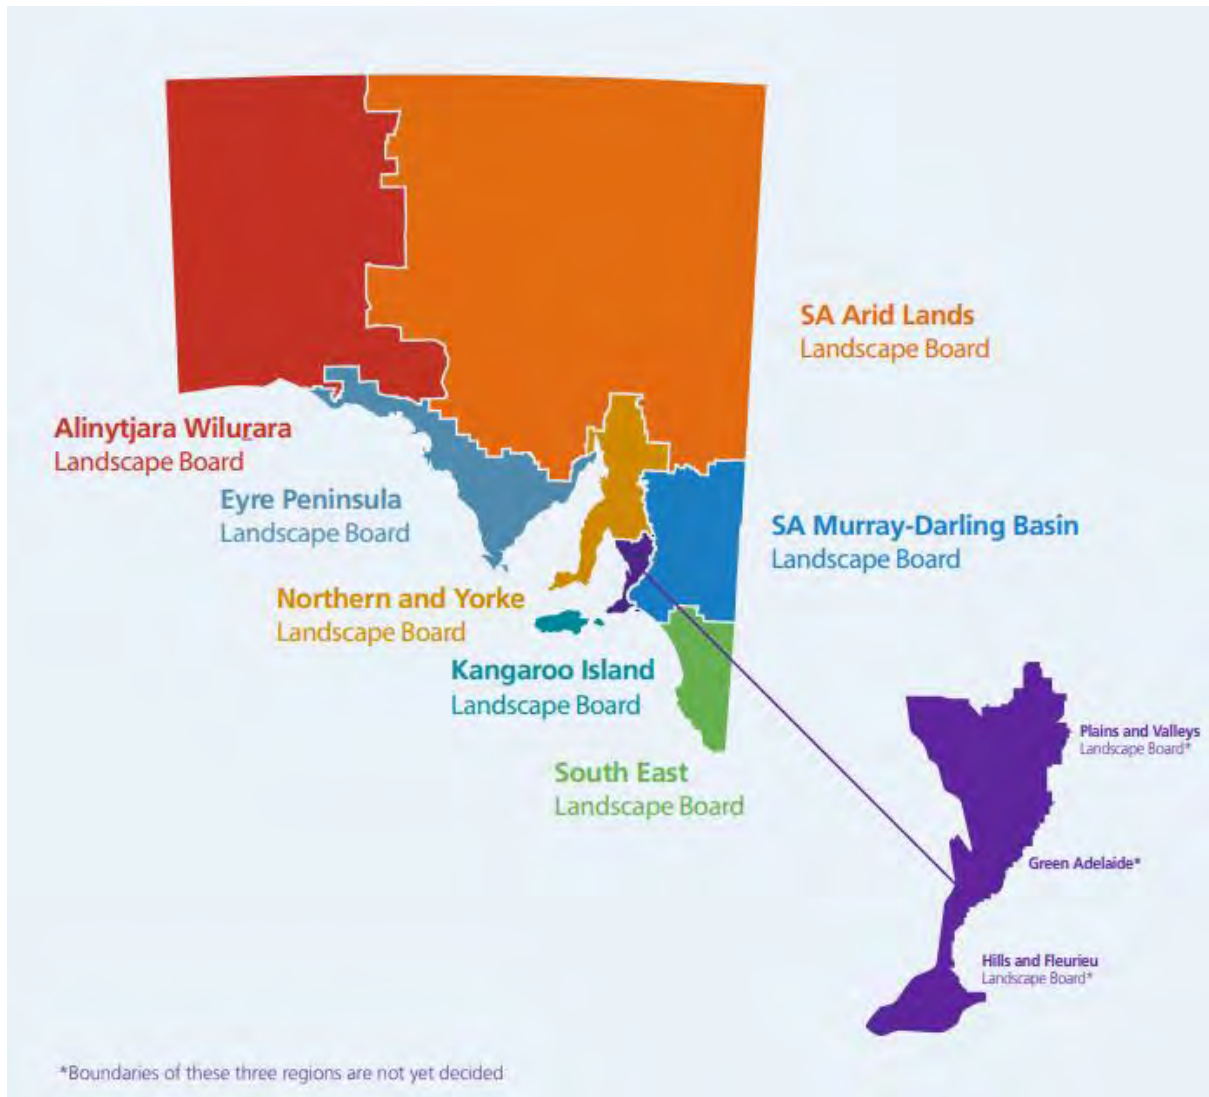 SA Arid Lands
Landscape Board
Alinytjara Wiluṟara
Landscape Board
Eyre Peninsula
Landscape Board
SA Murray-Darling Basin
Landscape Board
Northern and Yorke
Landscape Board
Kangaroo Island
Landscape Board
South East
Landscape Board
Plains and Valleys
Landscape Board*
Green Adelaide*
Hills and Fleurieu
Landscape Board*
*Boundaries of these three regions are not yet decided